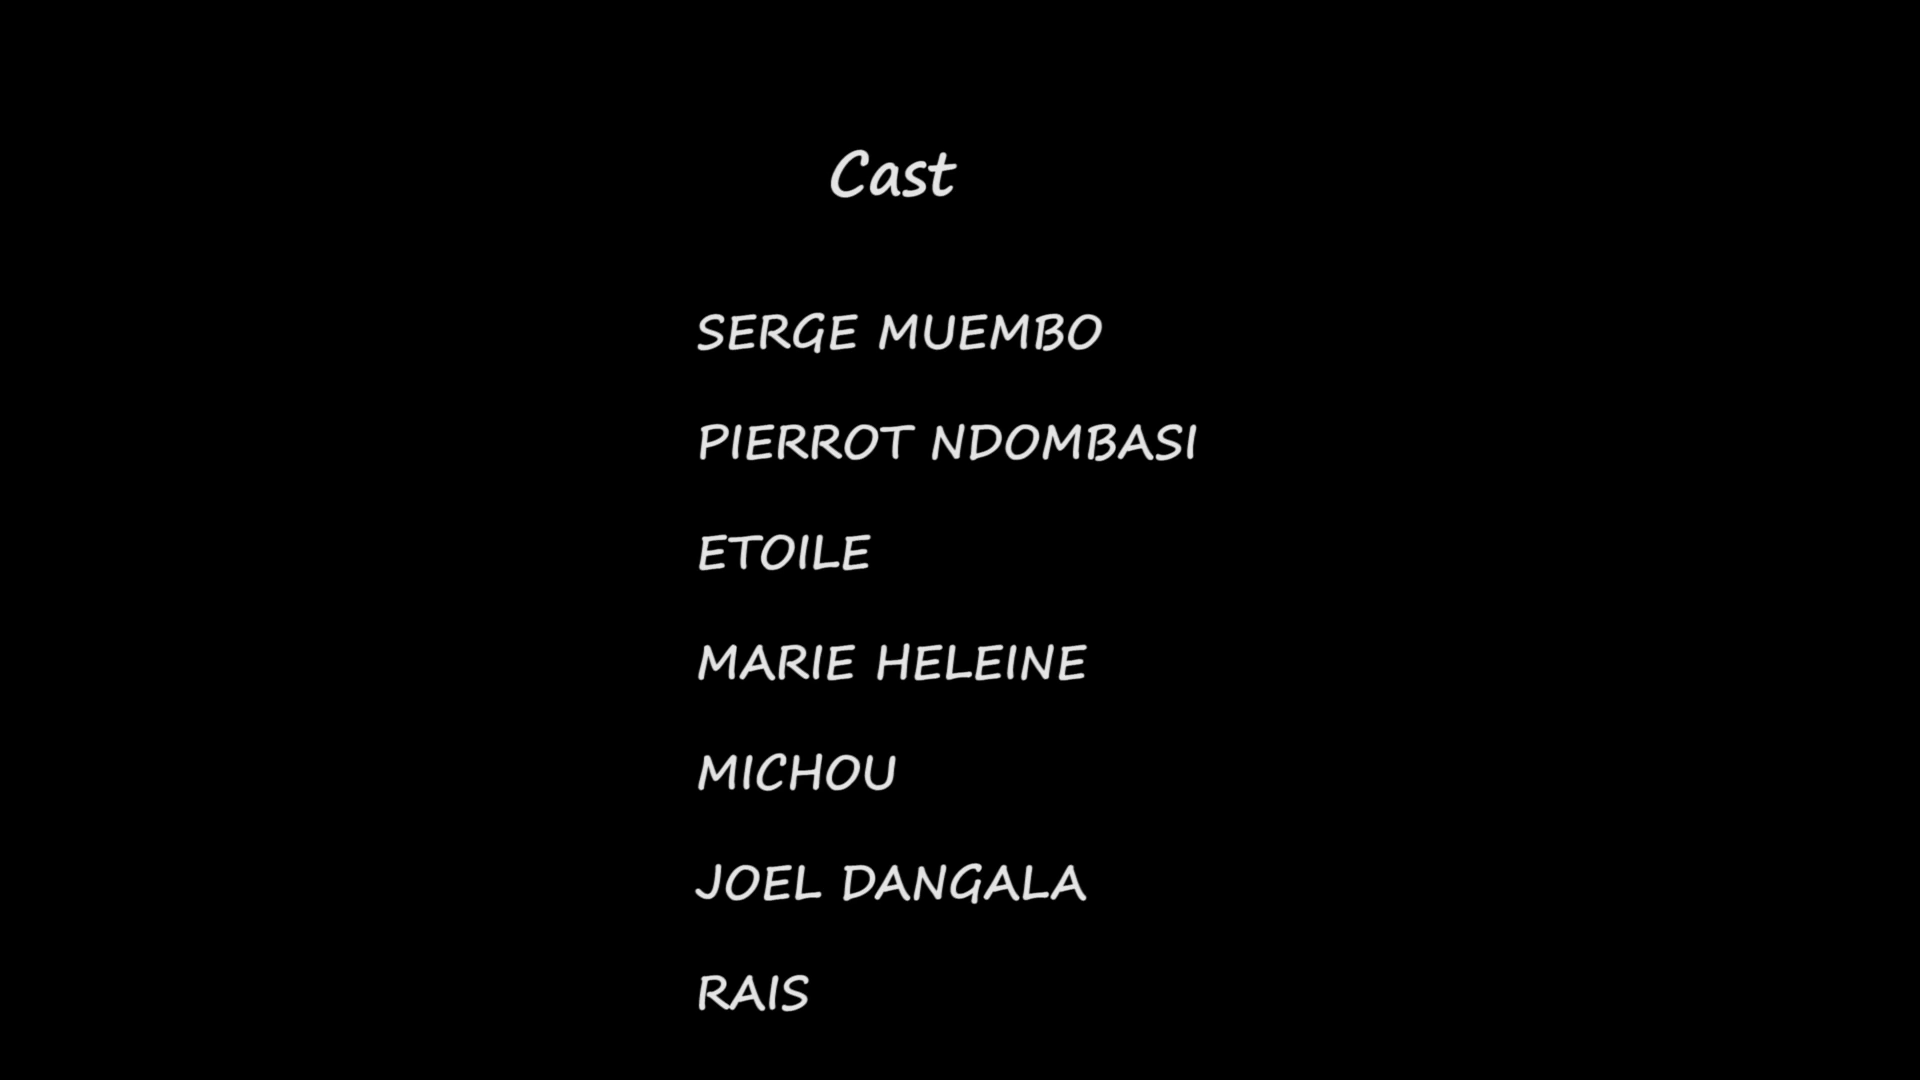 Cast
SERGE MUEMBO
PIERROT NDOMBASI
ETOILE
MARIE HELEINE
MICHOU
JOEL DANGALA
RAIS